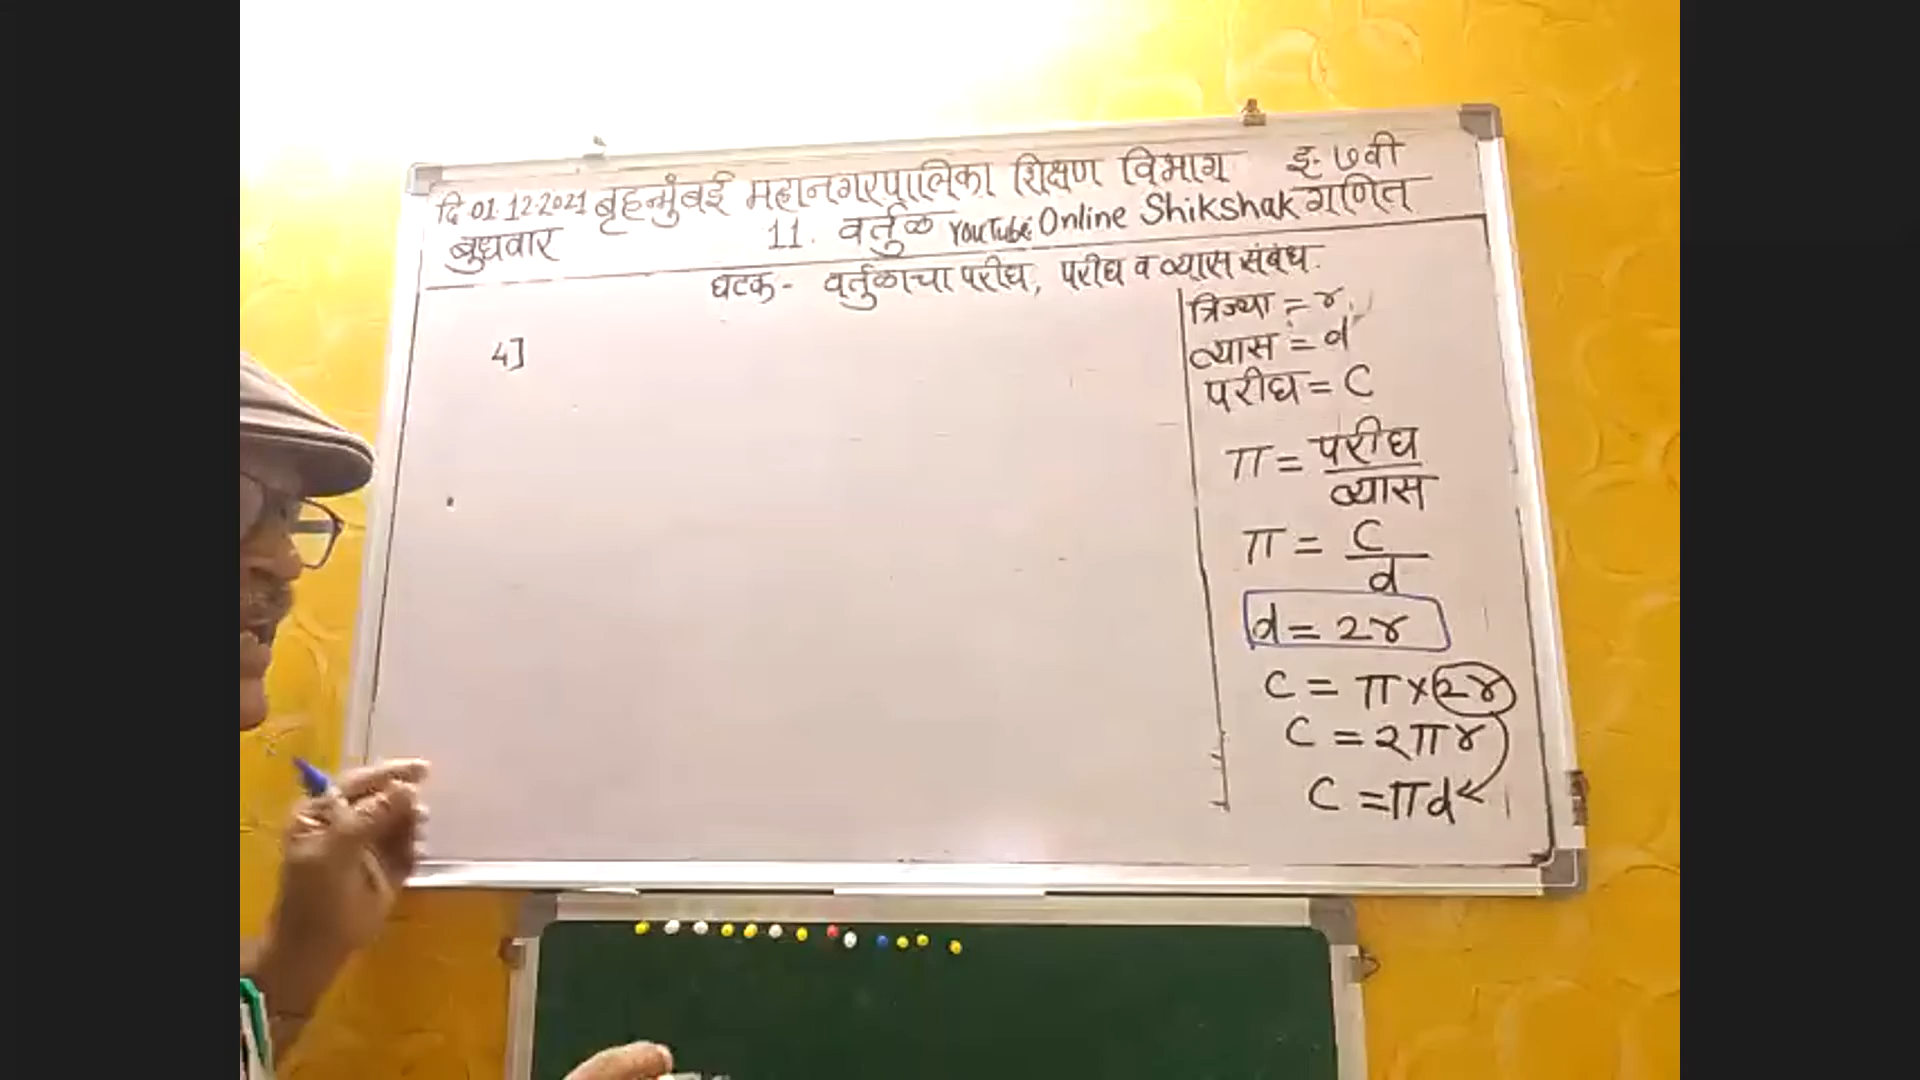 बृहन्मुंबई महानगरपालिका शिक्षण विभाग इ. ७वी
दि 01.12.2021
बुधवार 11. वर्तुळ YouTube: Online Shikshak गणित
घटक - वर्तुळाचा परीघ, परीघ व व्यास संबंध.
4]
त्रिज्या = r
व्यास = d
परीघ = C
π = परीघ / व्यास
π = C / d
d = 2r
C = π × 2r
C = 2πr
C = πd